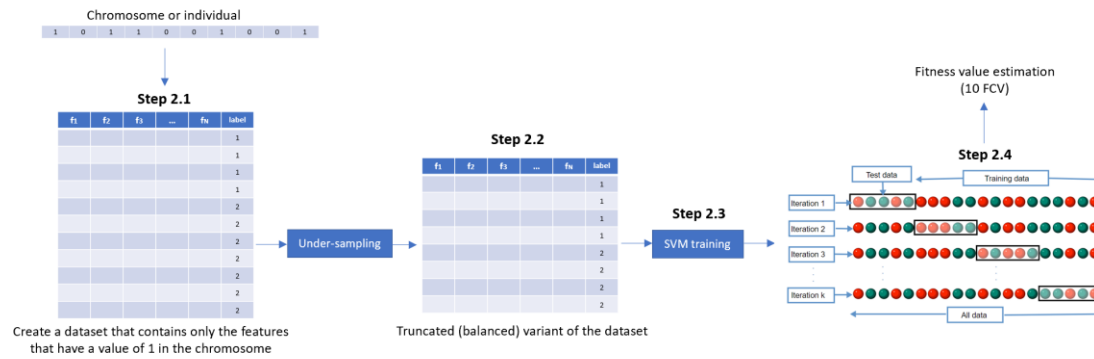 Chromosome or individual
1 0 1 1 0 0 1 0 0 1
Step 2.1
f1 f2 f3 ... fN label
1
1
1
1
2
2
2
2
2
2
2
Create a dataset that contains only the features
that have a value of 1 in the chromosome
Under-sampling
Step 2.2
f1 f2 f3 ... fN label
1
1
1
1
2
2
2
2
Truncated (balanced) variant of the dataset
Step 2.3
SVM training
Fitness value estimation
(10 FCV)
Step 2.4
Test data
Training data
Iteration 1
Iteration 2
Iteration 3
Iteration k
All data